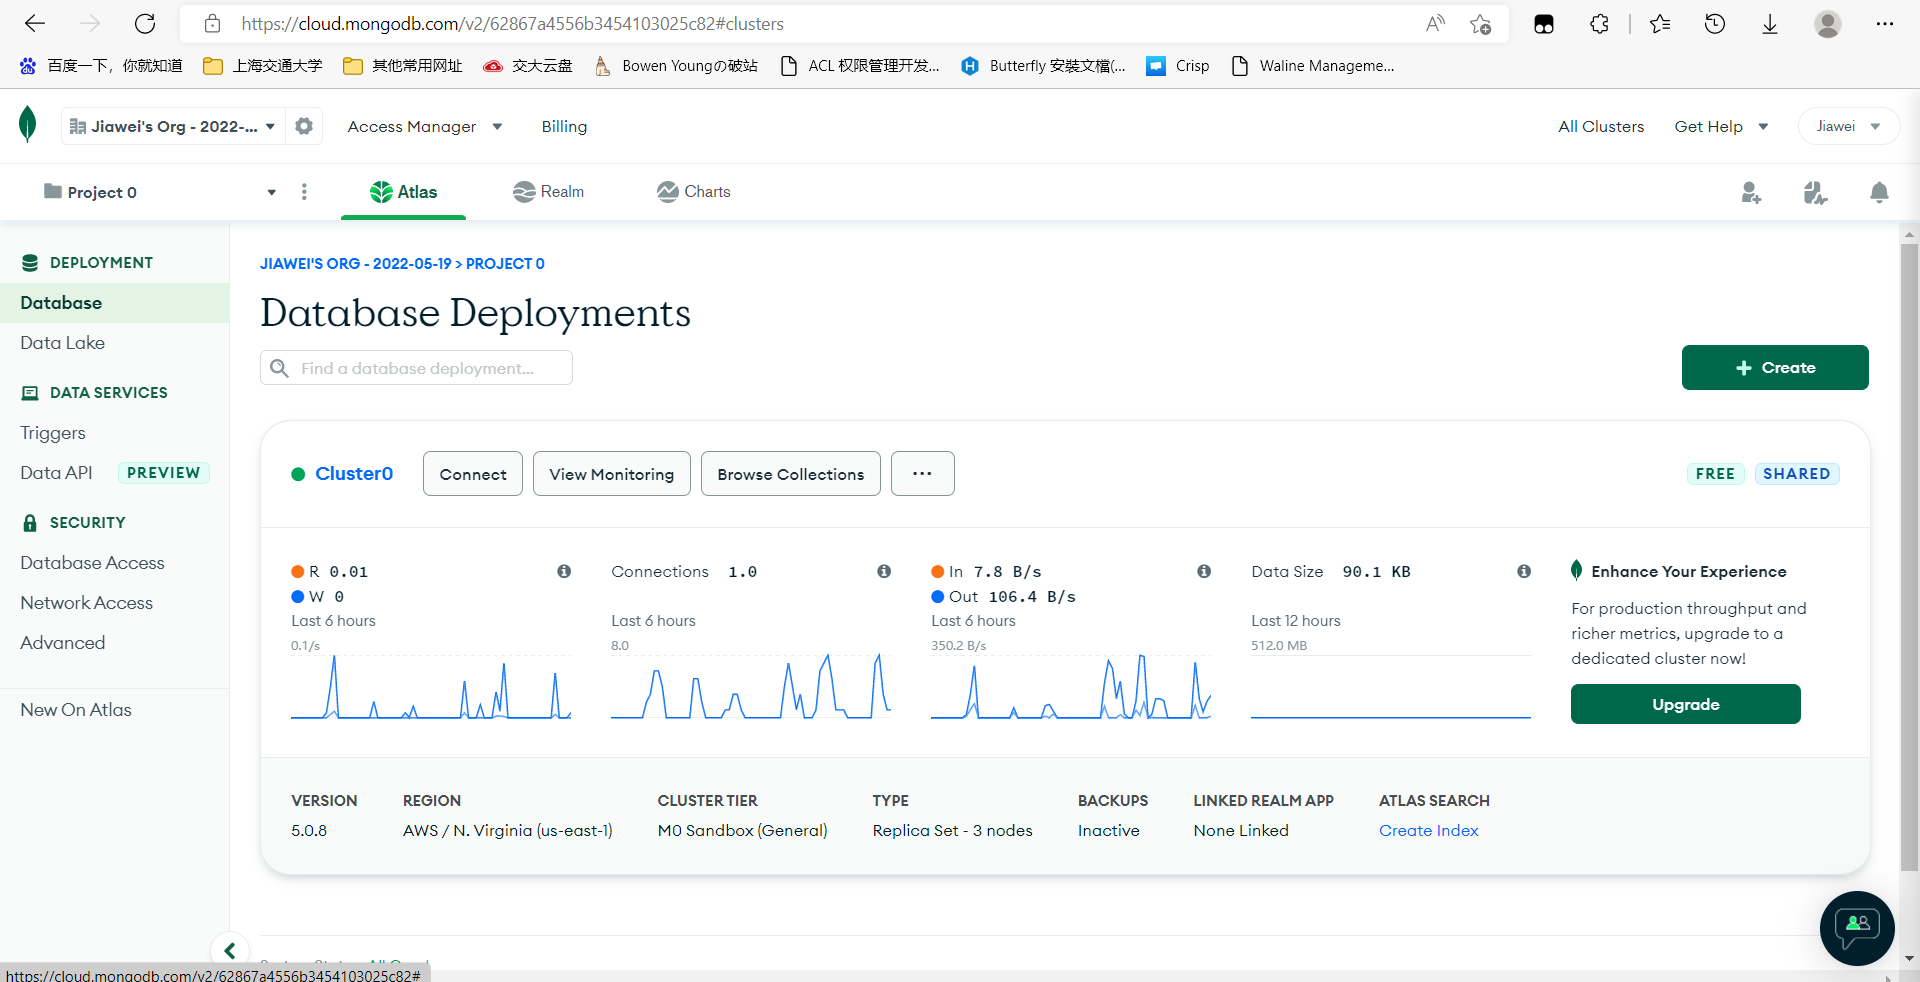 https://cloud.mongodb.com/v2/62867a4556b3454103025c82#clusters
百度一下，你就知道 上海交通大学 其他常用网址 交大云盘 Bowen Youngの破站 ACL 权限管理开发... Butterfly 安裝文檔(... Crisp Waline Manageme...
Jiawei's Org - 2022-... Access Manager Billing All Clusters Get Help Jiawei
Project 0 Atlas Realm Charts
DEPLOYMENT
Database
Data Lake
DATA SERVICES
Triggers
Data API PREVIEW
SECURITY
Database Access
Network Access
Advanced
New On Atlas
JIAWEI'S ORG - 2022-05-19 > PROJECT 0
Database Deployments
Find a database deployment...
+ Create
Cluster0 Connect View Monitoring Browse Collections ... FREE SHARED
R 0.01
W 0
Last 6 hours
0.1/s
Connections 1.0
Last 6 hours
8.0
In 7.8 B/s
Out 106.4 B/s
Last 6 hours
350.2 B/s
Data Size 90.1 KB
Last 12 hours
512.0 MB
Enhance Your Experience
For production throughput and
richer metrics, upgrade to a
dedicated cluster now!
Upgrade
VERSION REGION CLUSTER TIER TYPE BACKUPS LINKED REALM APP ATLAS SEARCH
5.0.8 AWS / N. Virginia (us-east-1) M0 Sandbox (General) Replica Set - 3 nodes Inactive None Linked Create Index
https://cloud.mongodb.com/v2/62867a4556b3454103025c82#